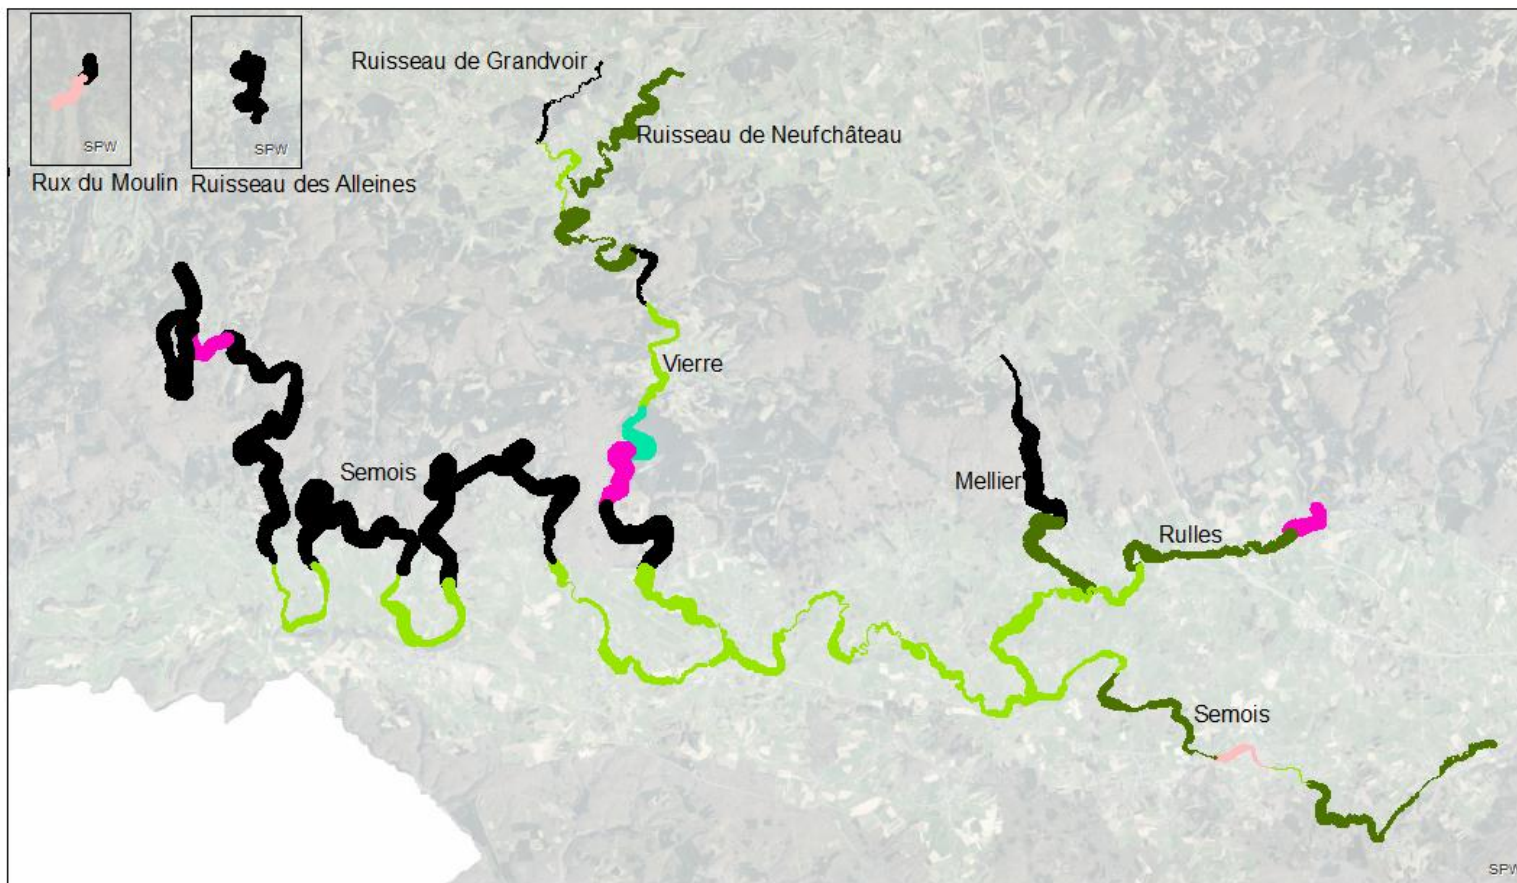 Ruisseau de Grandvoir
Ruisseau de Neufchâteau
SPW
SPW
Rux du Moulin
Ruisseau des Alleines
Vierre
Semois
Mellier
Rulles
Semois
SPW